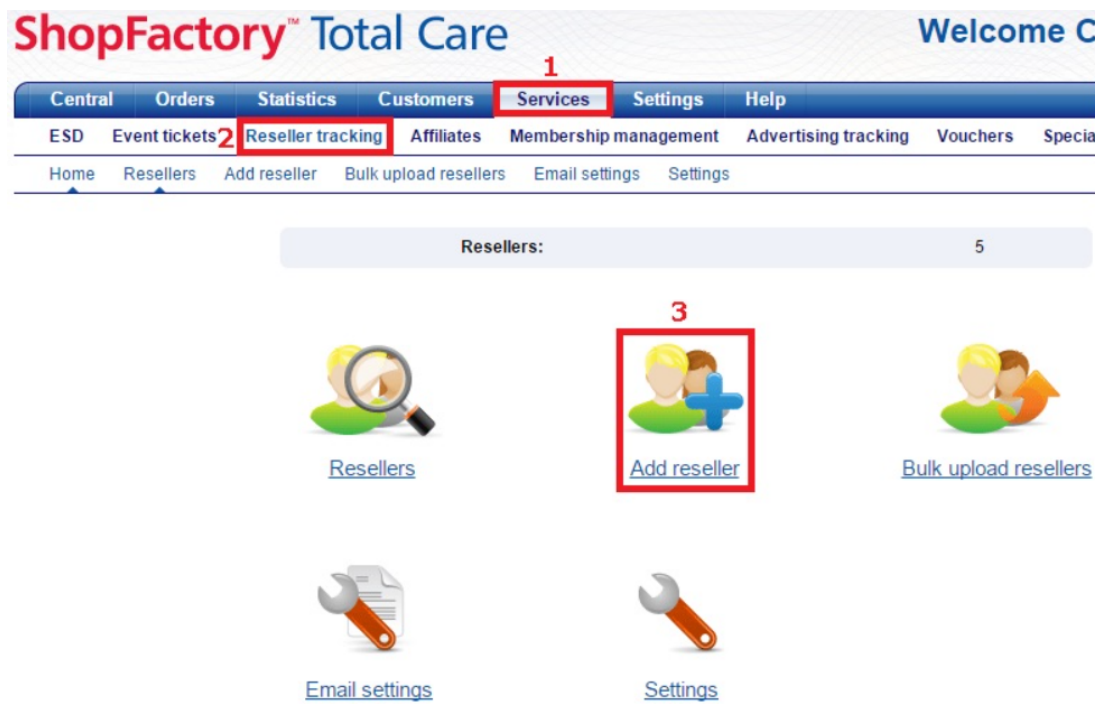 ShopFactory™ Total Care Welcome C
1
Central Orders Statistics Customers Services Settings Help
ESD Event tickets 2 Reseller tracking Affiliates Membership management Advertising tracking Vouchers Specia
Home Resellers Add reseller Bulk upload resellers Email settings Settings
Resellers: 5
3
Resellers Add reseller Bulk upload resellers
Email settings Settings